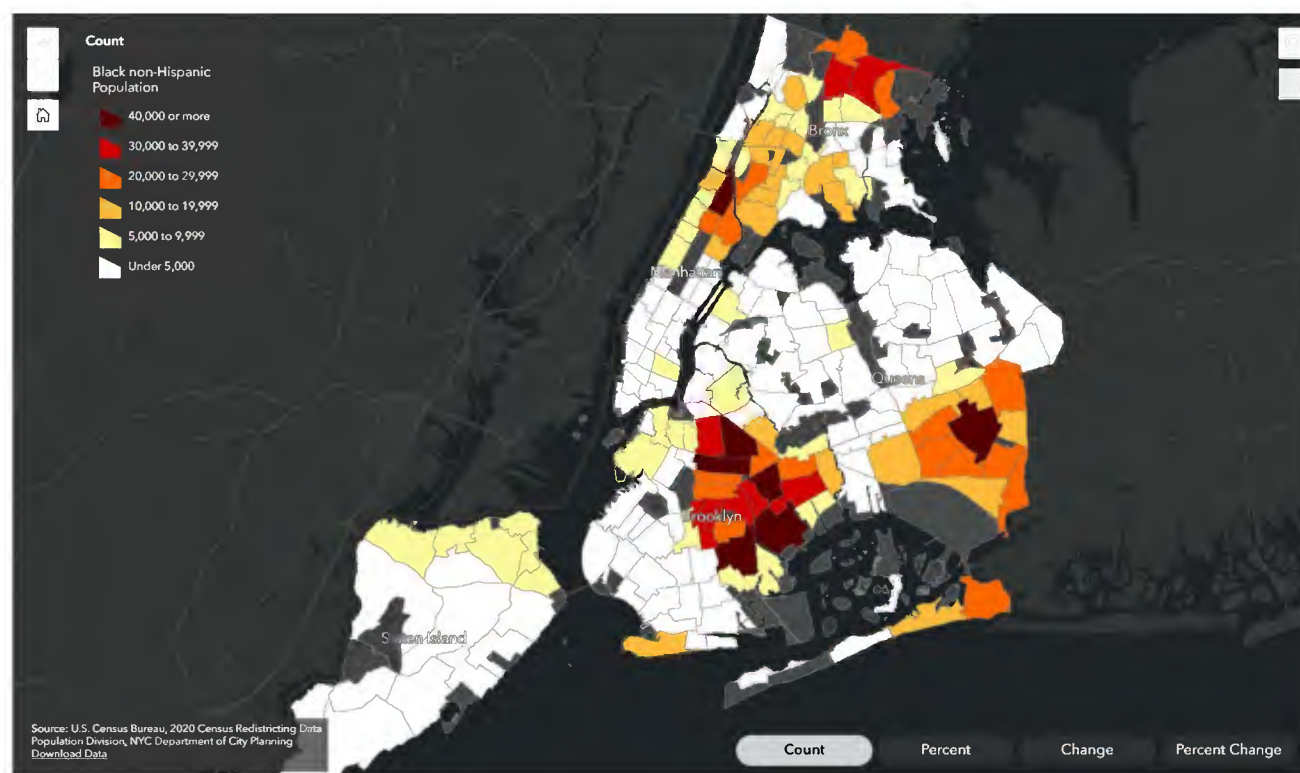 Count
Black non-Hispanic
Population
40,000 or more
30,000 to 39,999
20,000 to 29,999
10,000 to 19,999
5,000 to 9,999
Under 5,000
Bronx
Manhattan
Queens
Brooklyn
Staten Island
Source: U.S. Census Bureau, 2020 Census Redistricting Data
Population Division, NYC Department of City Planning
Download Data
Count
Percent
Change
Percent Change